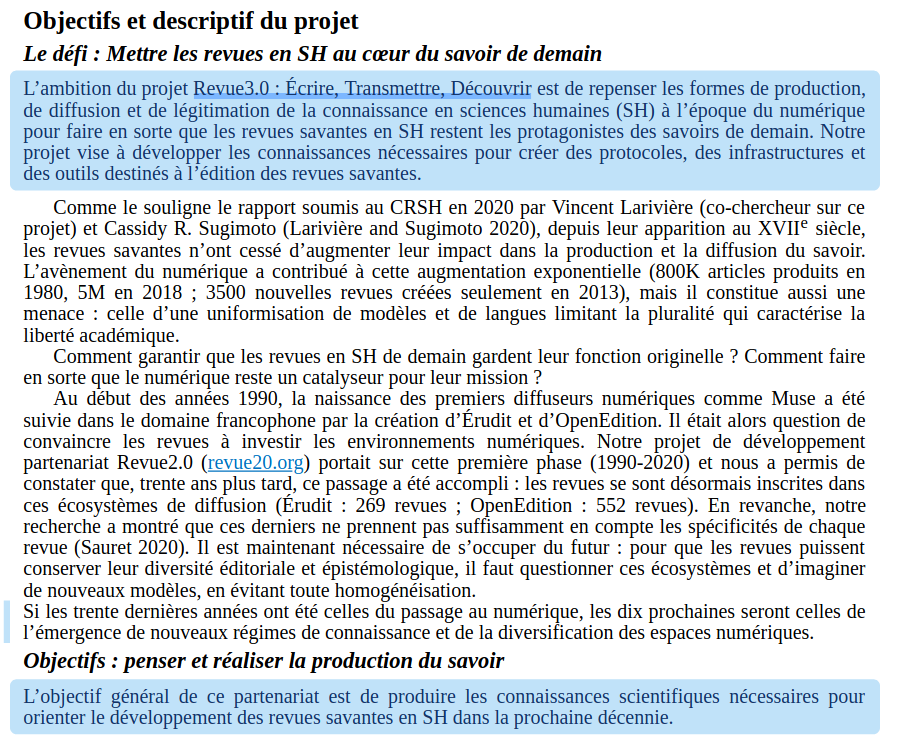 Objectifs et descriptif du projet
Le défi : Mettre les revues en SH au cœur du savoir de demain
L’ambition du projet Revue3.0 : Écrire, Transmettre, Découvrir est de repenser les formes de production,
de diffusion et de légitimation de la connaissance en sciences humaines (SH) à l’époque du numérique
pour faire en sorte que les revues savantes en SH restent les protagonistes des savoirs de demain. Notre
projet vise à développer les connaissances nécessaires pour créer des protocoles, des infrastructures et
des outils destinés à l’édition des revues savantes.
Comme le souligne le rapport soumis au CRSH en 2020 par Vincent Larivière (co-chercheur sur ce
projet) et Cassidy R. Sugimoto (Larivière and Sugimoto 2020), depuis leur apparition au XVIIe siècle,
les revues savantes n’ont cessé d’augmenter leur impact dans la production et la diffusion du savoir.
L’avènement du numérique a contribué à cette augmentation exponentielle (800K articles produits en
1980, 5M en 2018 ; 3500 nouvelles revues créées seulement en 2013), mais il constitue aussi une
menace : celle d’une uniformisation de modèles et de langues limitant la pluralité qui caractérise la
liberté académique.
Comment garantir que les revues en SH de demain gardent leur fonction originelle ? Comment faire
en sorte que le numérique reste un catalyseur pour leur mission ?
Au début des années 1990, la naissance des premiers diffuseurs numériques comme Muse a été
suivie dans le domaine francophone par la création d’Érudit et d’OpenEdition. Il était alors question de
convaincre les revues à investir les environnements numériques. Notre projet de développement
partenariat Revue2.0 (revue20.org) portait sur cette première phase (1990-2020) et nous a permis de
constater que, trente ans plus tard, ce passage a été accompli : les revues se sont désormais inscrites dans
ces écosystèmes de diffusion (Érudit : 269 revues ; OpenEdition : 552 revues). En revanche, notre
recherche a montré que ces derniers ne prennent pas suffisamment en compte les spécificités de chaque
revue (Sauret 2020). Il est maintenant nécessaire de s’occuper du futur : pour que les revues puissent
conserver leur diversité éditoriale et épistémologique, il faut questionner ces écosystèmes et d’imaginer
de nouveaux modèles, en évitant toute homogénéisation.
Si les trente dernières années ont été celles du passage au numérique, les dix prochaines seront celles de
l’émergence de nouveaux régimes de connaissance et de la diversification des espaces numériques.
Objectifs : penser et réaliser la production du savoir
L’objectif général de ce partenariat est de produire les connaissances scientifiques nécessaires pour
orienter le développement des revues savantes en SH dans la prochaine décennie.